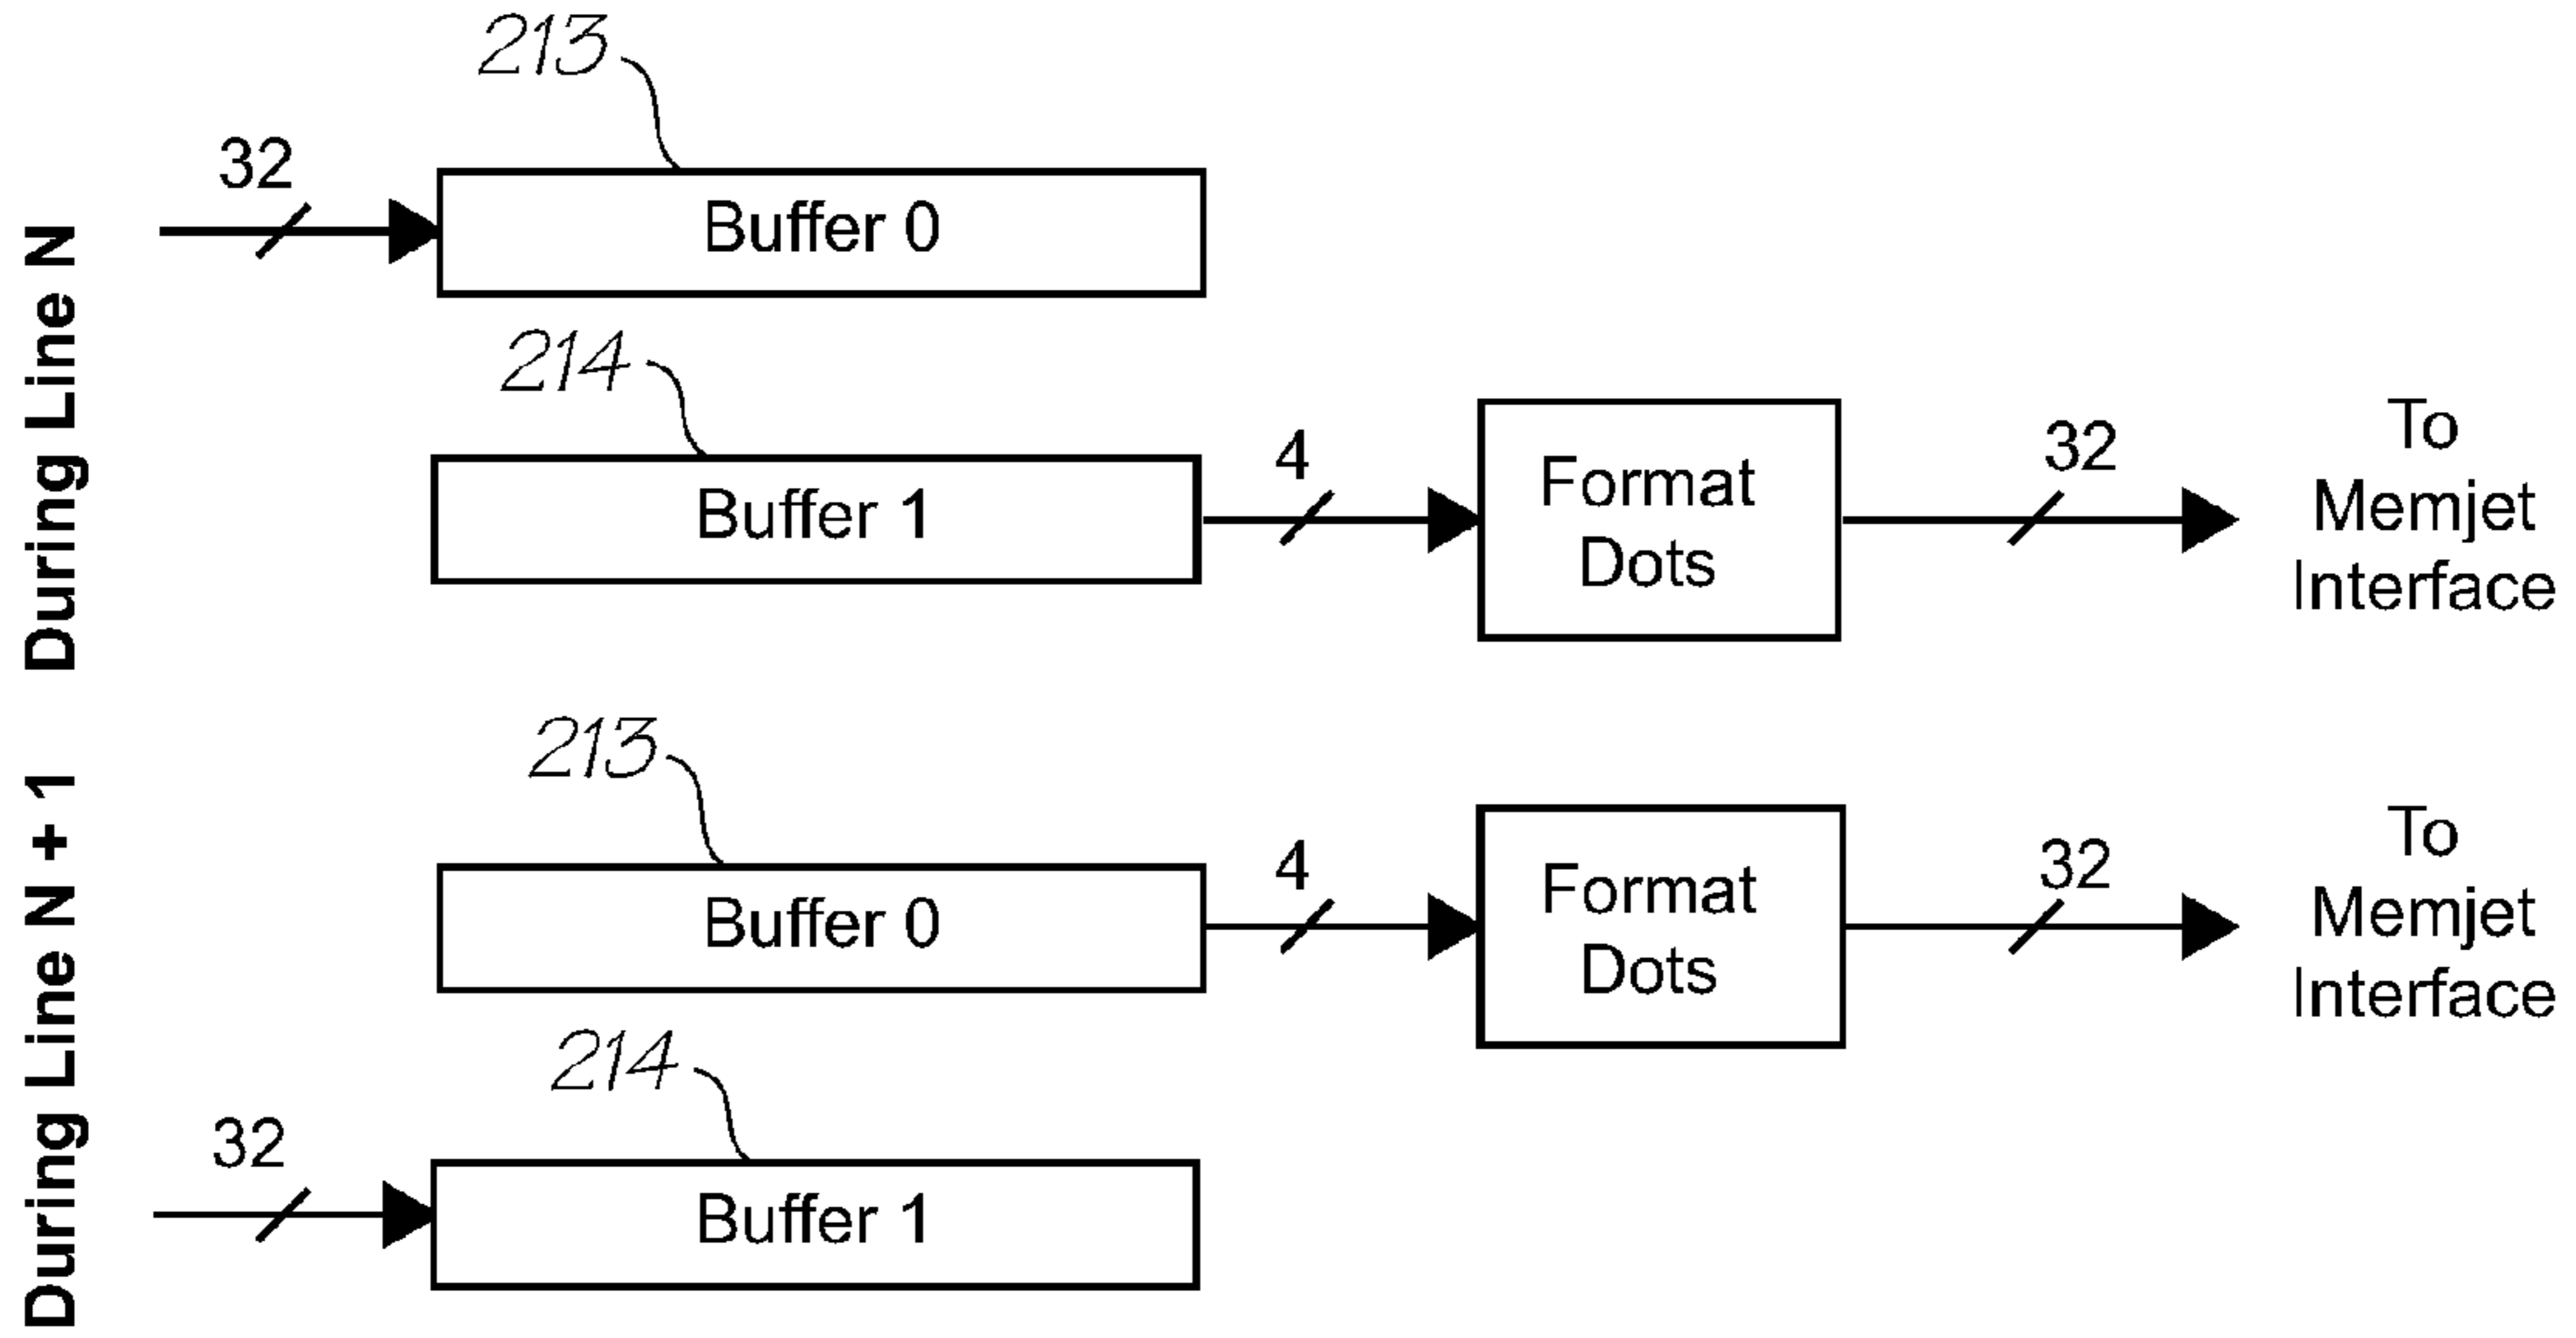 During Line N
213
32
Buffer 0
214
Buffer 1
4
Format
Dots
32
To
Memjet
Interface
During Line N + 1
213
Buffer 0
4
Format
Dots
32
To
Memjet
Interface
214
32
Buffer 1